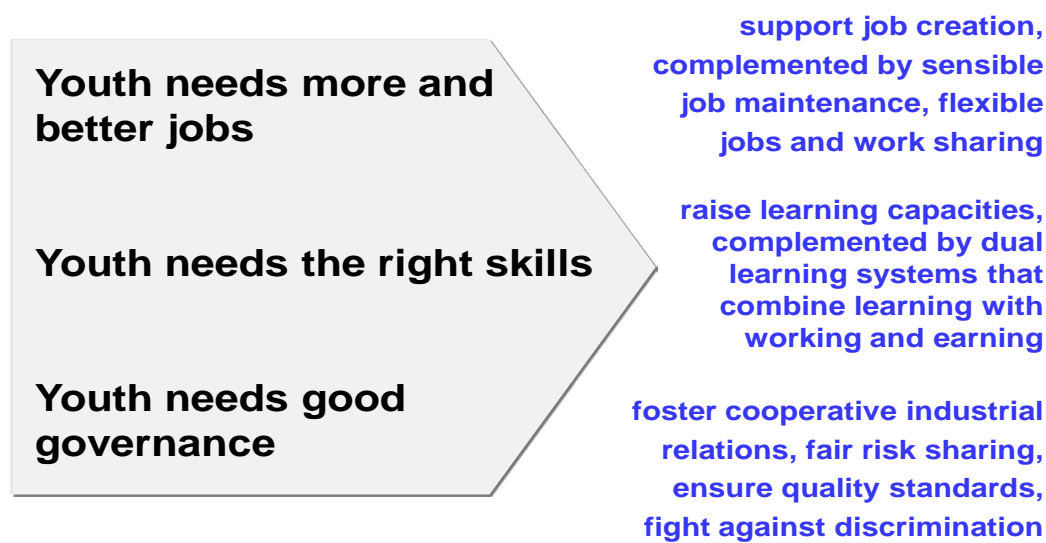 Youth needs more and
better jobs
support job creation,
complemented by sensible
job maintenance, flexible
jobs and work sharing
Youth needs the right skills
raise learning capacities,
complemented by dual
learning systems that
combine learning with
working and earning
Youth needs good
governance
foster cooperative industrial
relations, fair risk sharing,
ensure quality standards,
fight against discrimination